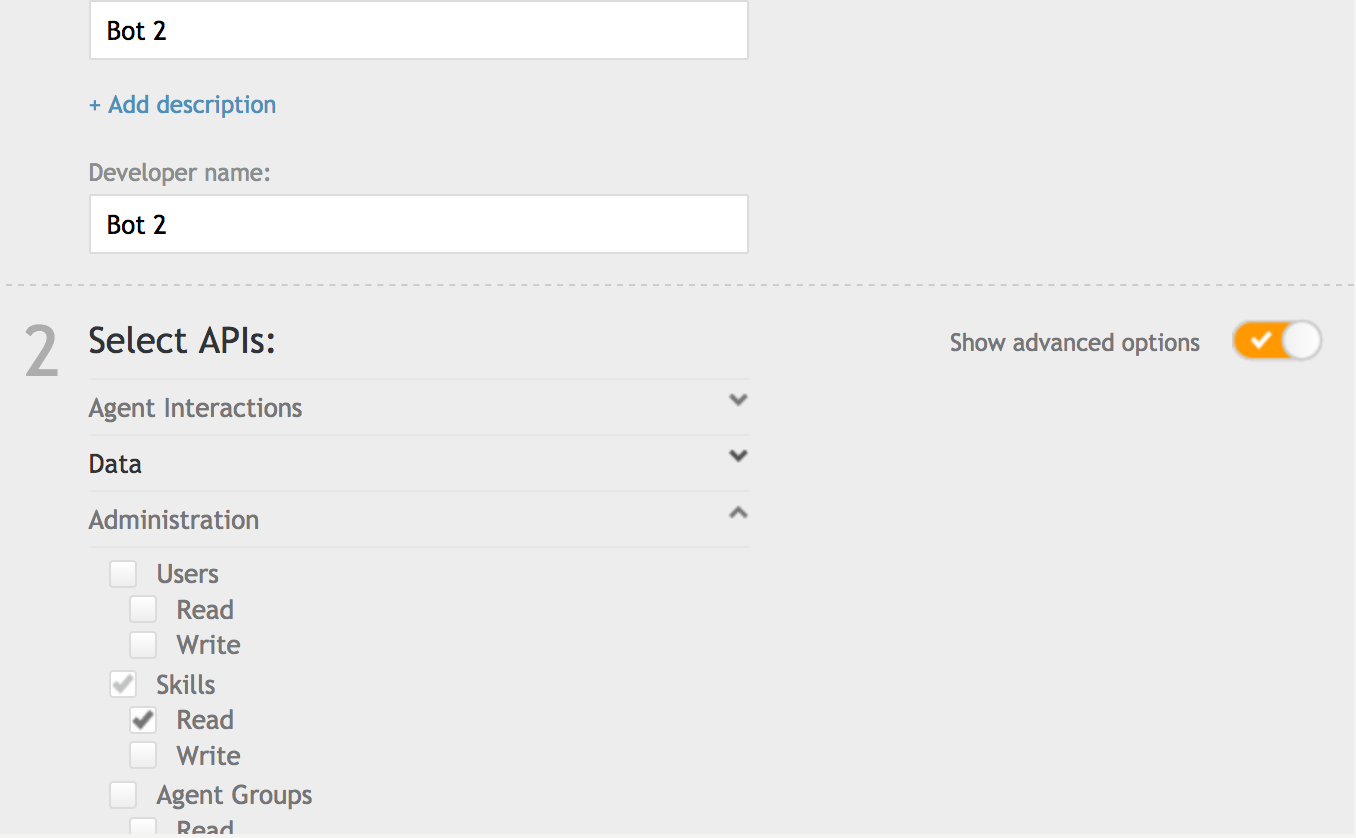 Bot 2
+ Add description
Developer name:
Bot 2
2 Select APIs:
Show advanced options
Agent Interactions
Data
Administration
Users
Read
Write
Skills
Read
Write
Agent Groups
Read